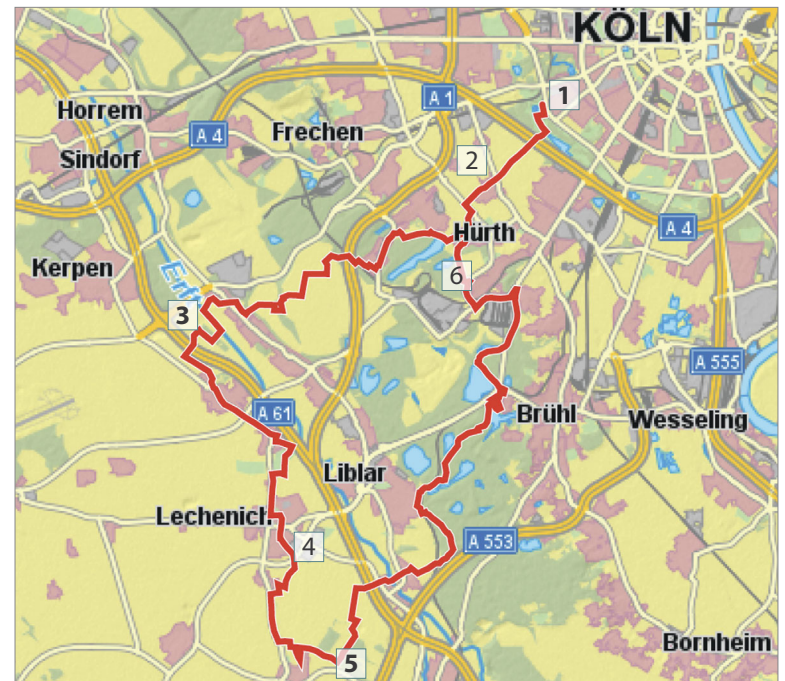 KÖLN
1
A 1
Horrem
A 4
Frechen
Sindorf
2
A 4
Hürth
Kerpen
Erft
6
3
A 555
A 61
Brühl
Wesseling
Liblar
Lechenich
4
A 553
Bornheim
5